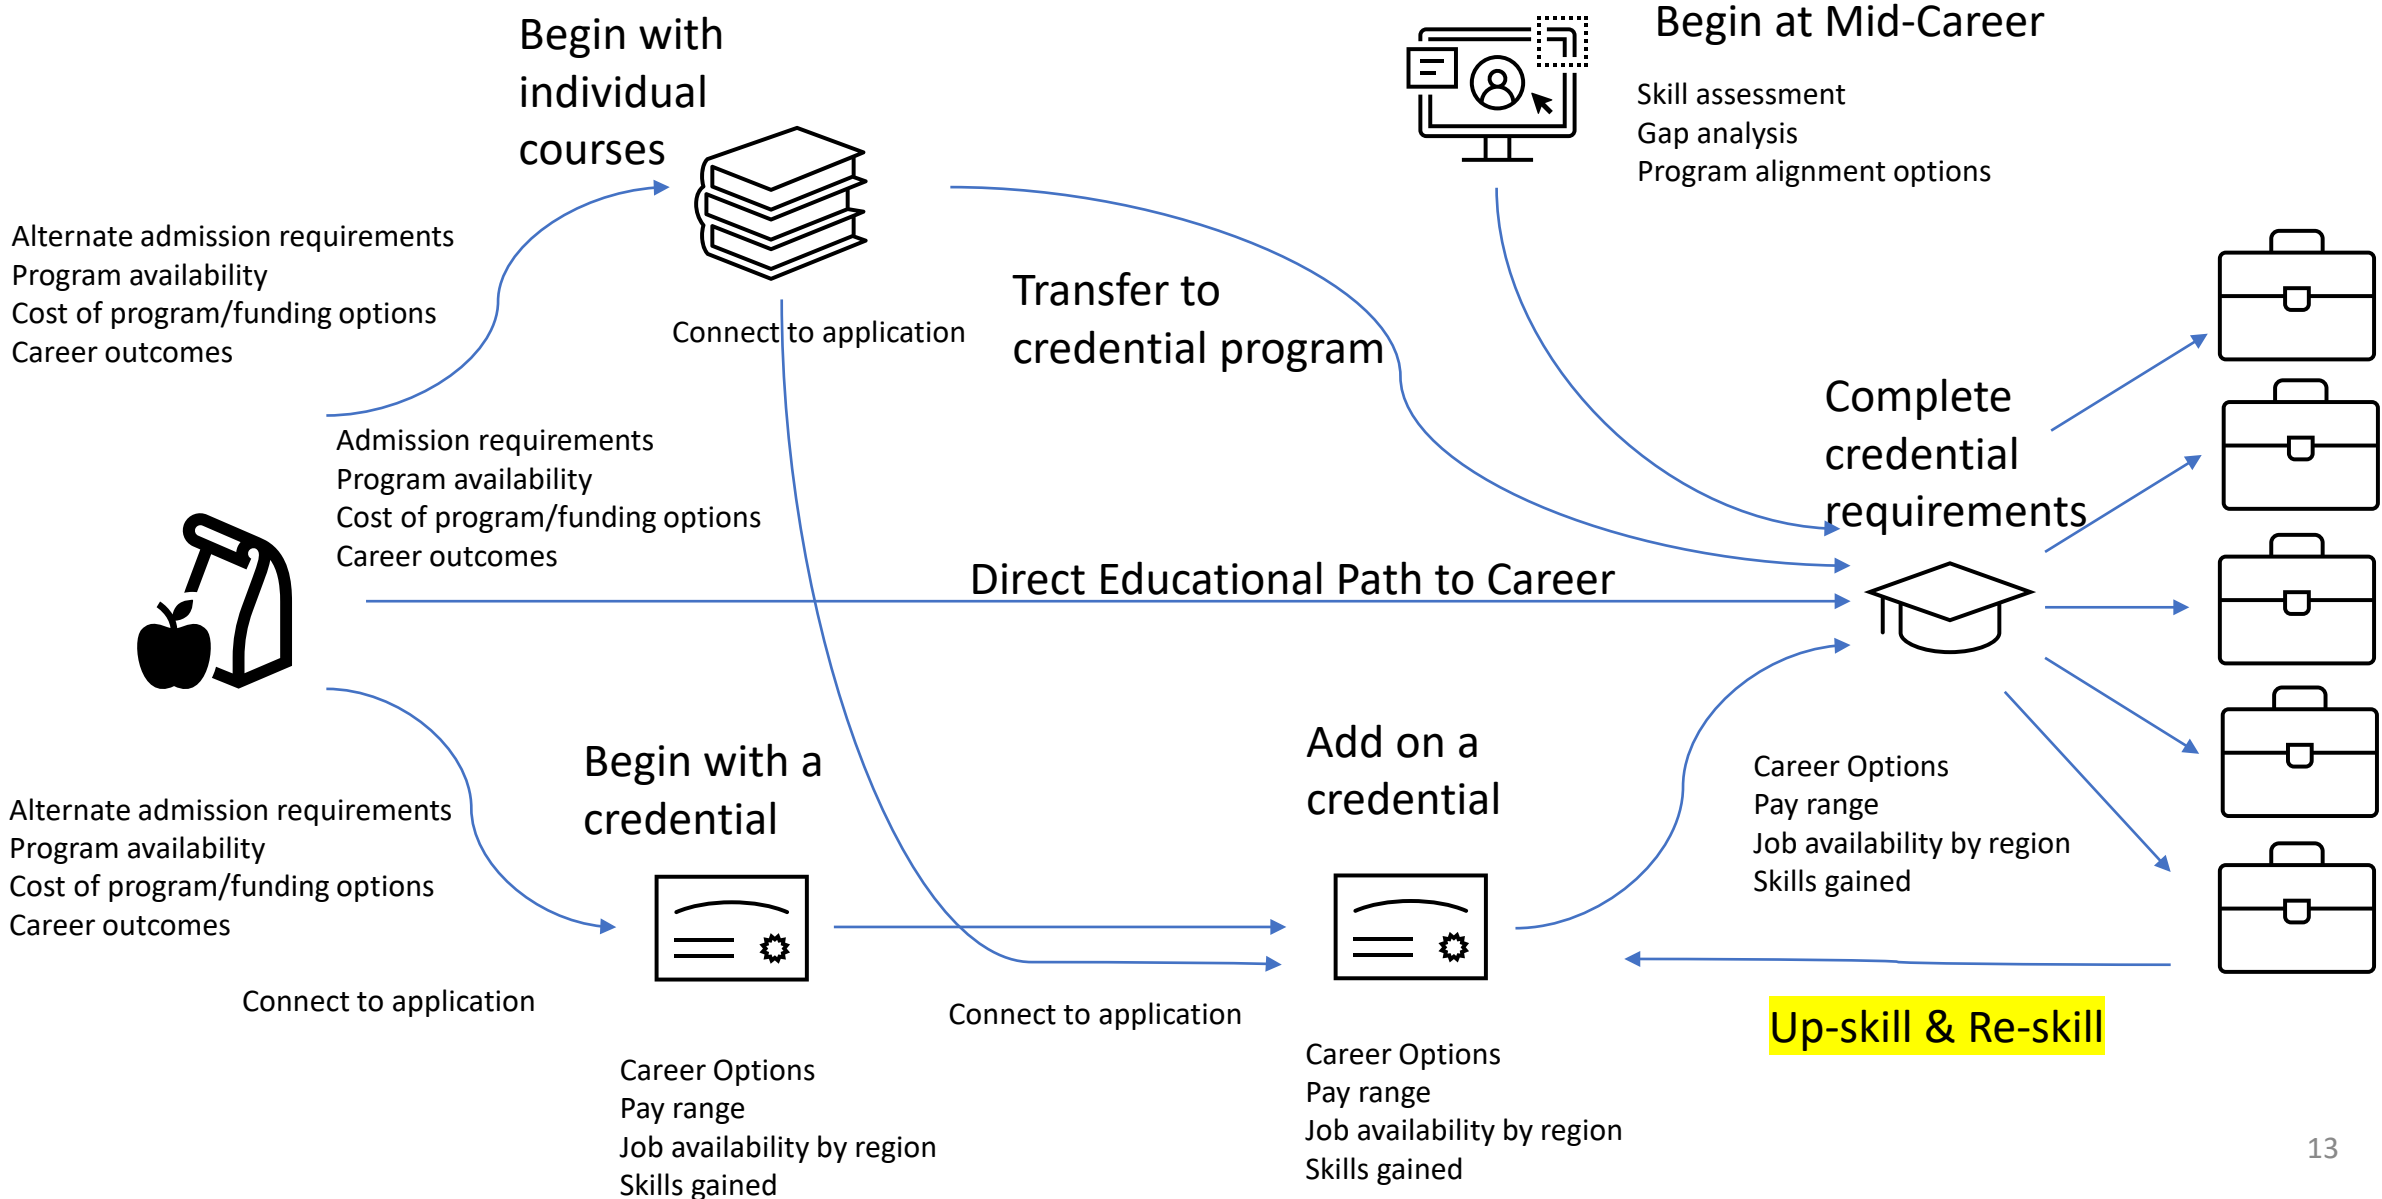 Begin with
individual
courses
Begin at Mid-Career
Skill assessment
Gap analysis
Program alignment options
Alternate admission requirements
Program availability
Cost of program/funding options
Career outcomes
Connect to application
Transfer to
credential program
Admission requirements
Program availability
Cost of program/funding options
Career outcomes
Complete
credential
requirements
Direct Educational Path to Career
Begin with a
credential
Add on a
credential
Alternate admission requirements
Program availability
Cost of program/funding options
Career outcomes
Career Options
Pay range
Job availability by region
Skills gained
Connect to application
Connect to application
Up-skill & Re-skill
Career Options
Pay range
Job availability by region
Skills gained
Career Options
Pay range
Job availability by region
Skills gained
13